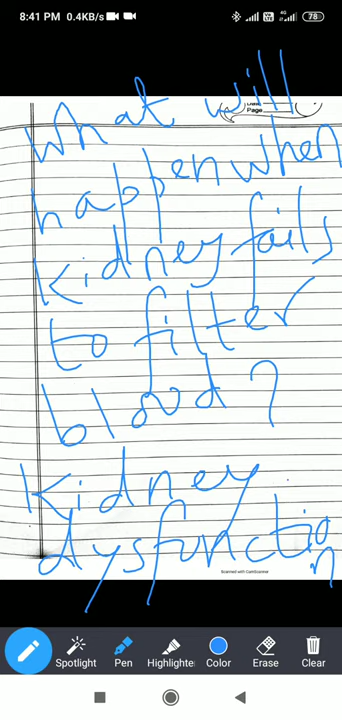 8:41 PM 0.4KB/s 4G 78
Date
Page
What will
happen when
kidney fails
to filter
blood?
Kidney
dysfunction
Scanned with CamScanner
Spotlight Pen Highlighter Color Erase Clear